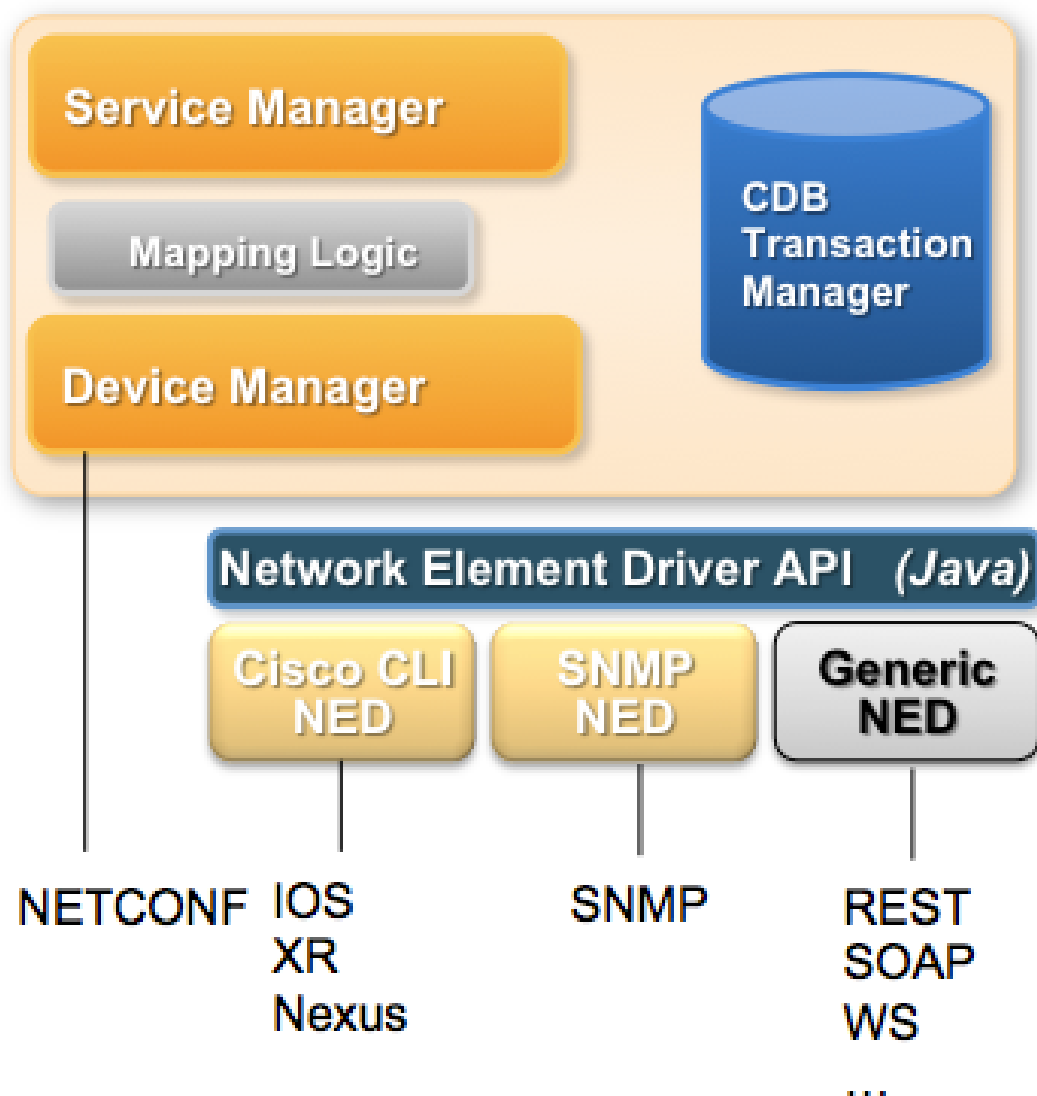 Service Manager
Mapping Logic
Device Manager
CDB
Transaction
Manager
Network Element Driver API (Java)
Cisco CLI
NED
SNMP
NED
Generic
NED
NETCONF
IOS
XR
Nexus
SNMP
REST
SOAP
WS
...